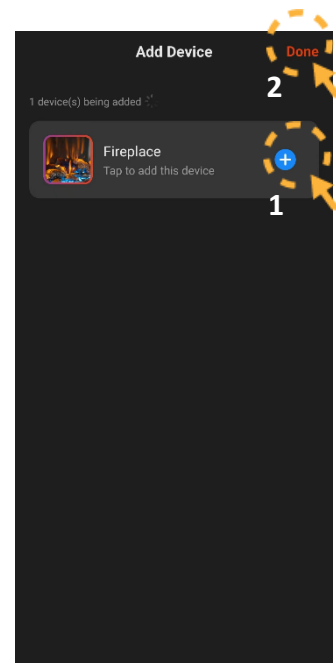 Add Device
Done
2
1 device(s) being added
Fireplace
Tap to add this device
1